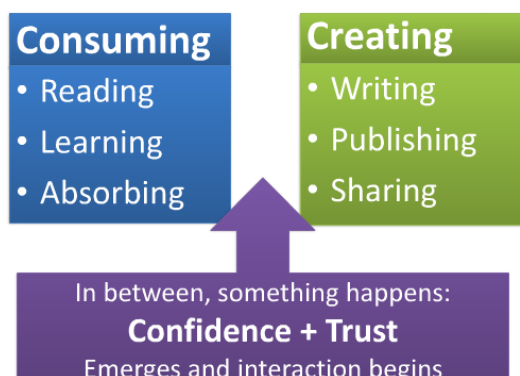 Consuming
• Reading
• Learning
• Absorbing
Creating
• Writing
• Publishing
• Sharing
In between, something happens:
Confidence + Trust
Emerges and interaction begins